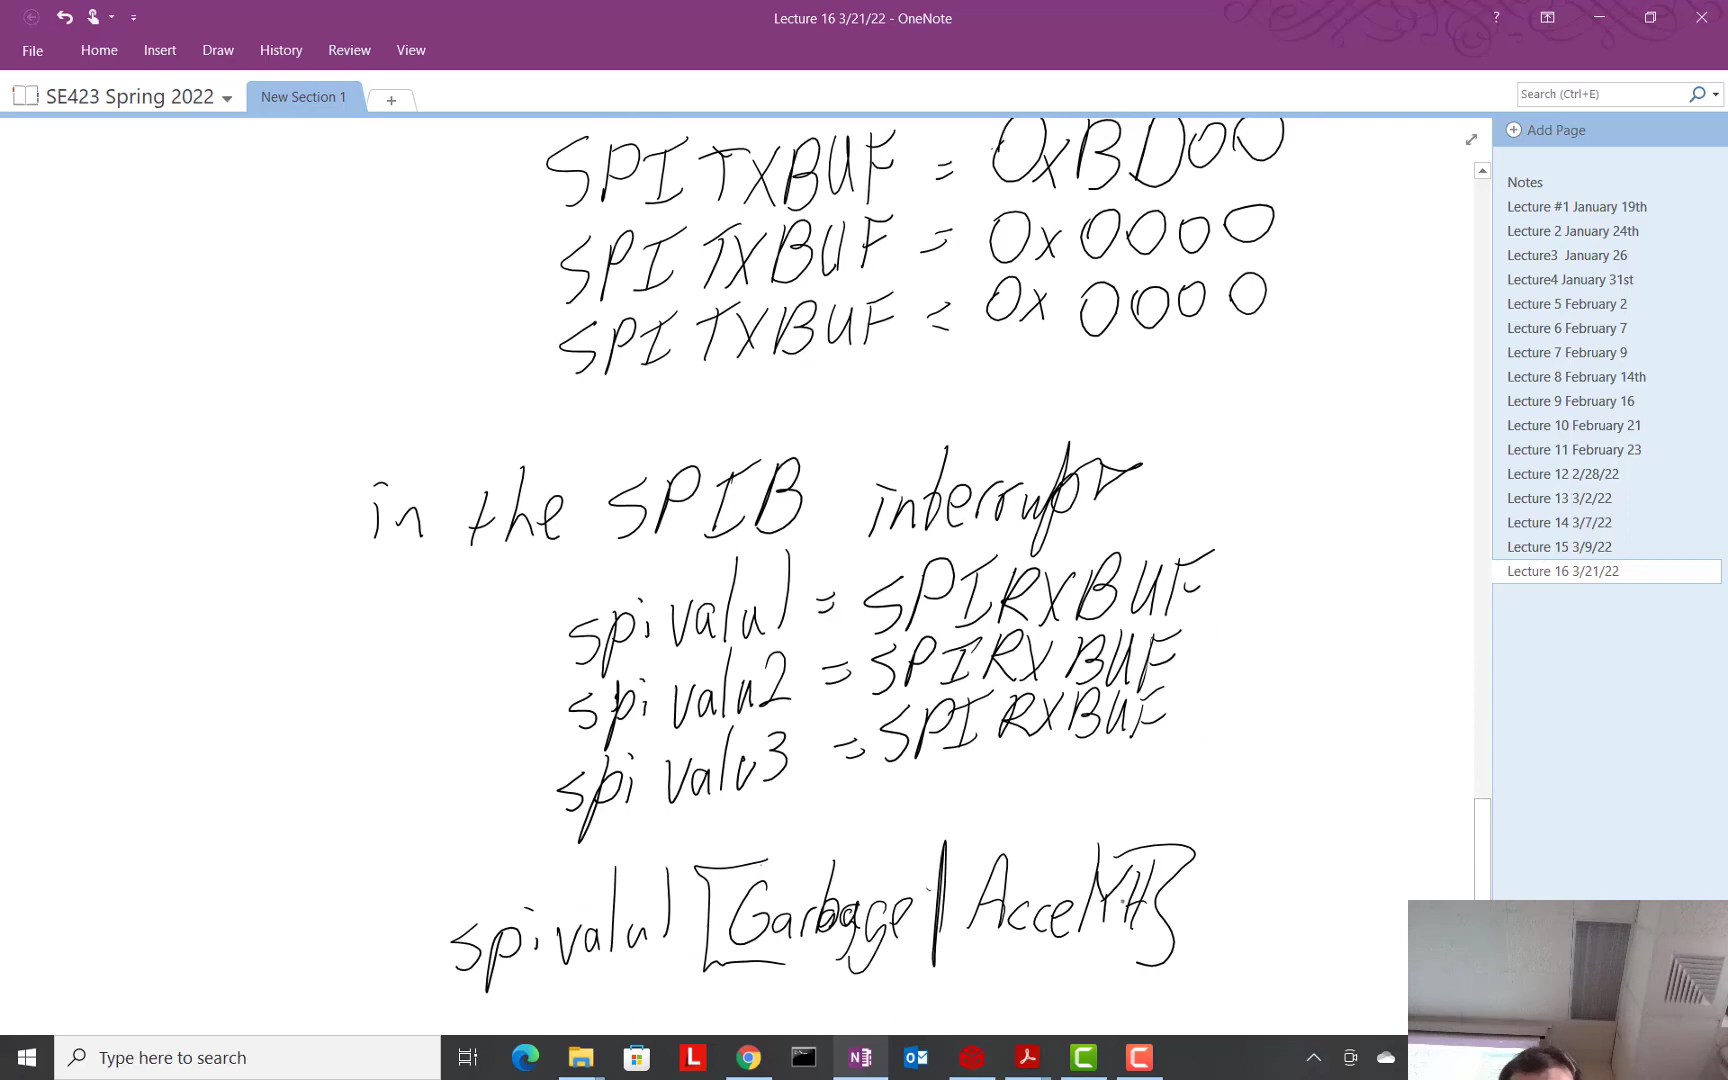 Lecture 16 3/21/22 - OneNote
?
File Home Insert Draw History Review View
SE423 Spring 2022 New Section 1 +
Search (Ctrl+E)
Add Page
Notes
Lecture #1 January 19th
Lecture 2 January 24th
Lecture3 January 26
Lecture4 January 31st
Lecture 5 February 2
Lecture 6 February 7
Lecture 7 February 9
Lecture 8 February 14th
Lecture 9 February 16
Lecture 10 February 21
Lecture 11 February 23
Lecture 12 2/28/22
Lecture 13 3/2/22
Lecture 14 3/7/22
Lecture 15 3/9/22
Lecture 16 3/21/22
SPITXBUF = 0xBD00
SPITXBUF = 0x0000
SPITXBUF = 0x0000
in the SPIB interrupt
spivalu1 = SPIRXBUF
spivalu2 = SPIRXBUF
spivalu3 = SPIRXBUF
spivalu1 [Garbage |
Type here to search